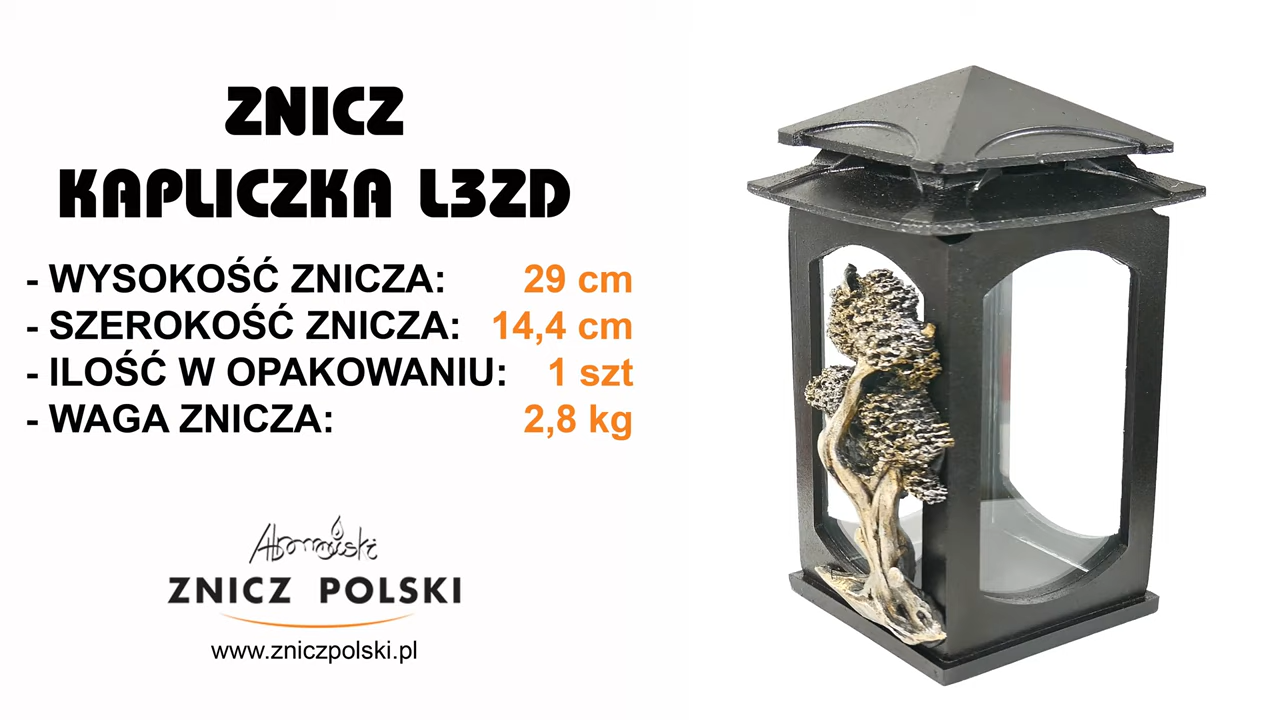 ZNICZ
KAPLICZKA L3ZD
- WYSOKOŚĆ ZNICZA: 29 cm
- SZEROKOŚĆ ZNICZA: 14,4 cm
- ILOŚĆ W OPAKOWANIU: 1 szt
- WAGA ZNICZA: 2,8 kg
ZNICZ POLSKI
www.zniczpolski.pl